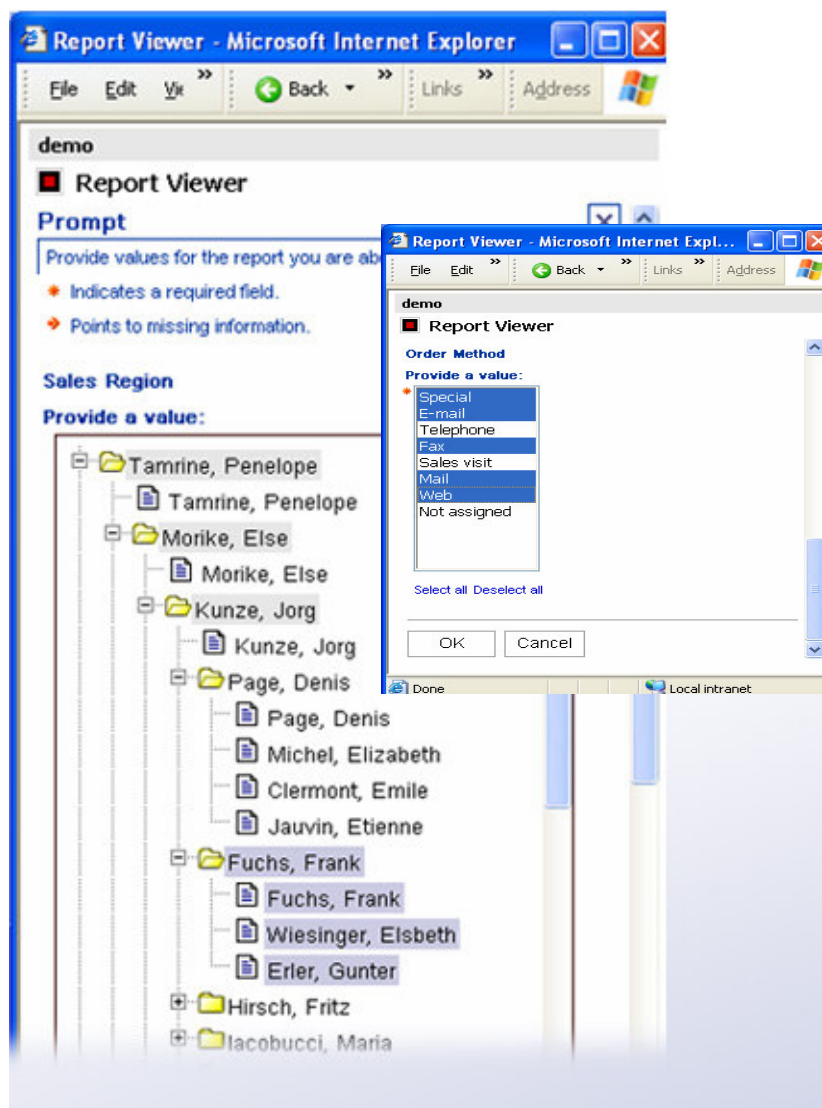 Report Viewer - Microsoft Internet Explorer
File Edit Vie » Back » Links » Address
demo
Report Viewer
Prompt
Provide values for the report you are ab
Indicates a required field.
Points to missing information.
Sales Region
Provide a value:
Tamrine, Penelope
Tamrine, Penelope
Morike, Else
Morike, Else
Kunze, Jorg
Kunze, Jorg
Page, Denis
Page, Denis
Michel, Elizabeth
Clermont, Emile
Jauvin, Etienne
Fuchs, Frank
Fuchs, Frank
Wiesinger, Elsbeth
Erler, Gunter
Hirsch, Fritz
Iacobucci, Maria
Report Viewer - Microsoft Internet Expl...
File Edit » Back » Links » Address
demo
Report Viewer
Order Method
Provide a value:
Special
E-mail
Telephone
Fax
Sales visit
Mail
Web
Not assigned
Select all Deselect all
OK Cancel
Done Local intranet